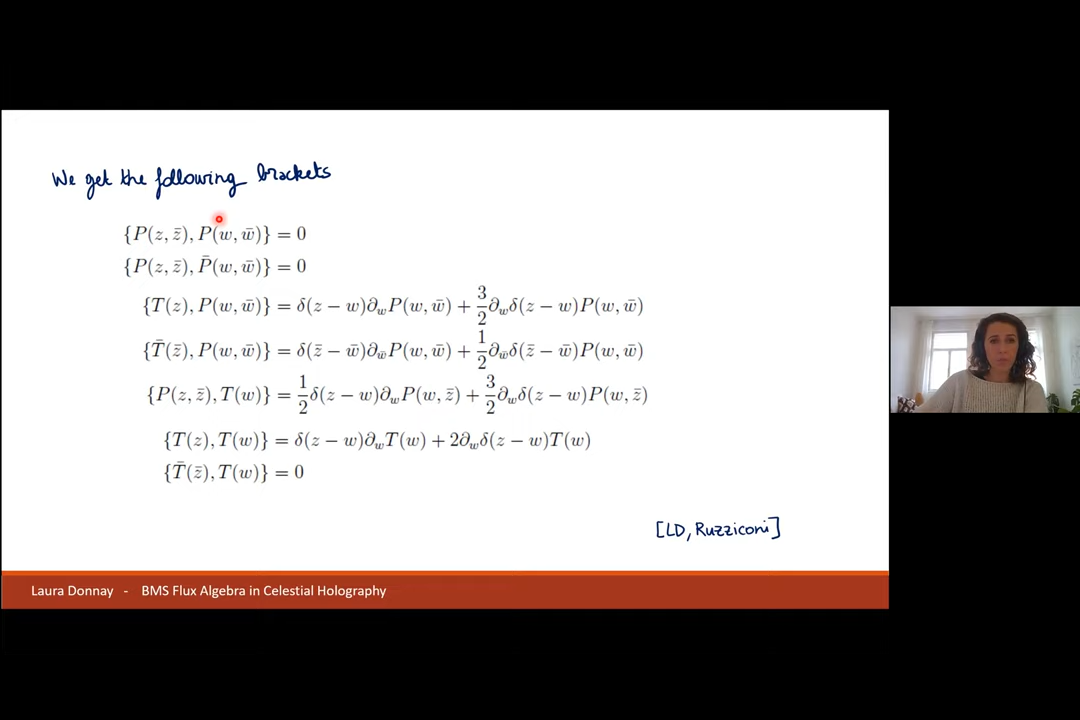 We get the following brackets
{P(z, z̄), P(w, w̄)} = 0
{P(z, z̄), P̄(w, w̄)} = 0
{T(z), P(w, w̄)} = δ(z − w)∂_w P(w, w̄) + 3/2 ∂_w δ(z − w)P(w, w̄)
{T̄(z̄), P(w, w̄)} = δ(z̄ − w̄)∂_w̄ P(w, w̄) + 1/2 ∂_w̄ δ(z̄ − w̄)P(w, w̄)
{P(z, z̄), T(w)} = 1/2 δ(z − w)∂_w P(w, z̄) + 3/2 ∂_w δ(z − w)P(w, z̄)
{T(z), T(w)} = δ(z − w)∂_w T(w) + 2∂_w δ(z − w)T(w)
{T̄(z̄), T(w)} = 0
[LD, Ruzziconi]
Laura Donnay - BMS Flux Algebra in Celestial Holography